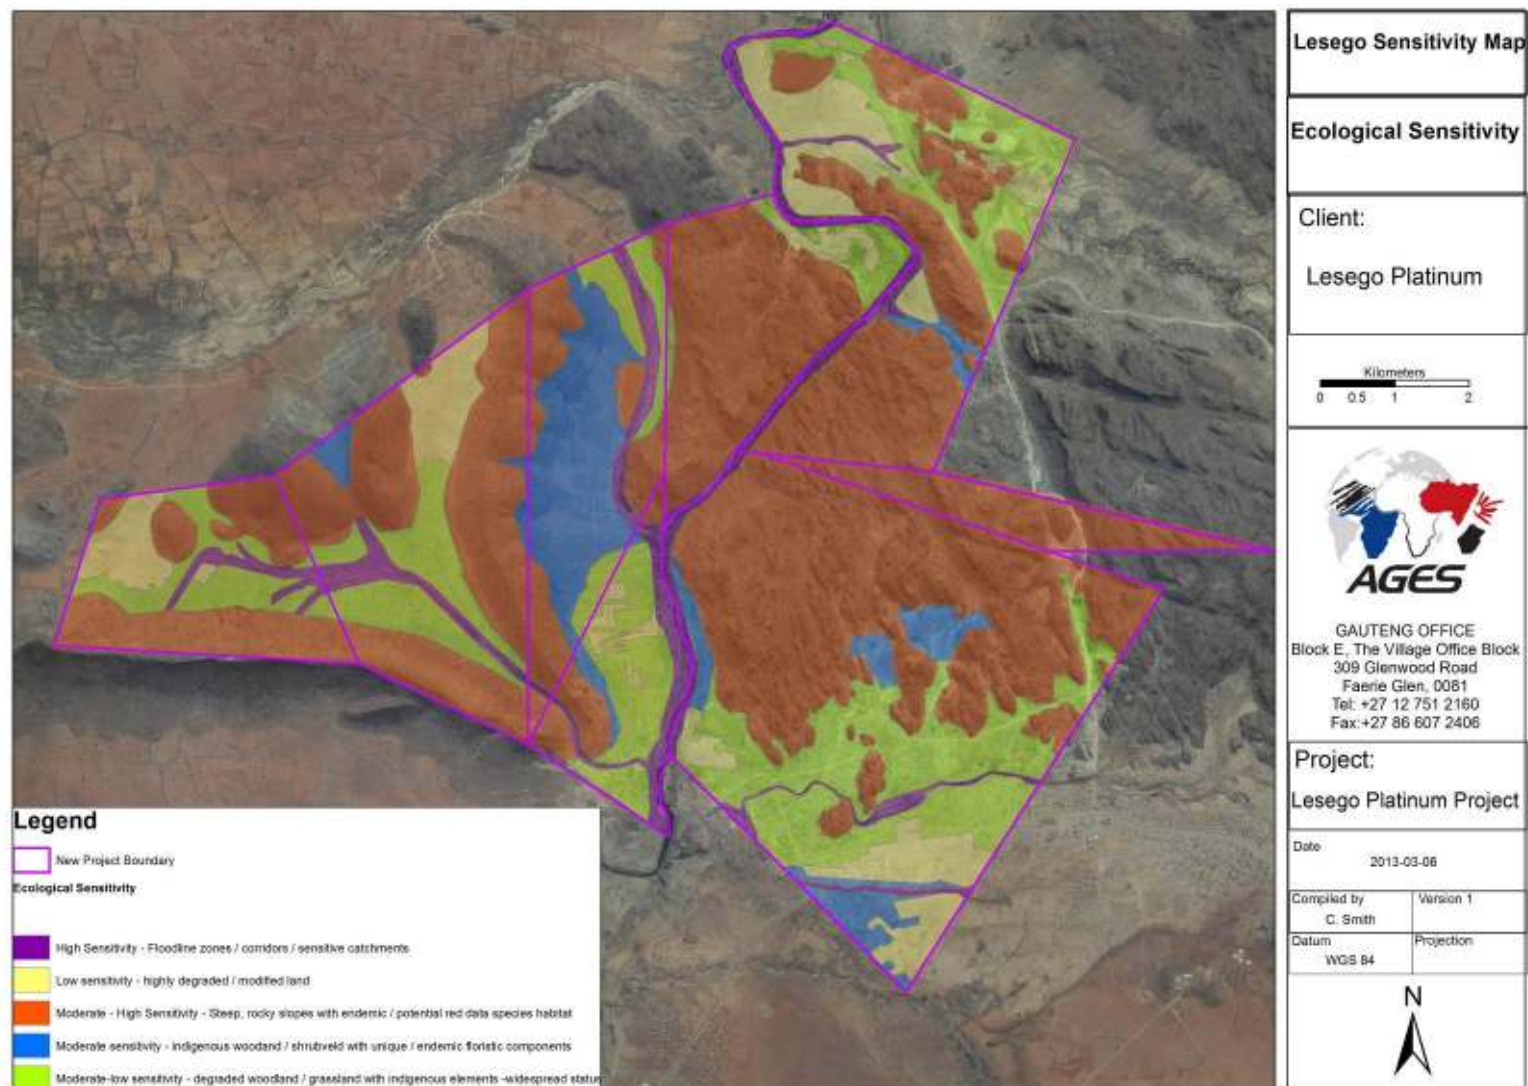 Lesego Sensitivity Map
Ecological Sensitivity
Client:
Lesego Platinum
Kilometers
0 0.5 1 2
AGES
GAUTENG OFFICE
Block E, The Village Office Block
309 Glenwood Road
Faerie Glen, 0081
Tel: +27 12 751 2160
Fax:+27 86 607 2406
Project:
Lesego Platinum Project
Date
2013-03-06
Compiled by
C. Smith
Version 1
Datum
WGS 84
Projection
N
Legend
New Project Boundary
Ecological Sensitivity
High Sensitivity - Floodline zones / corridors / sensitive catchments
Low sensitivity - highly degraded / modified land
Moderate - High Sensitivity - Steep, rocky slopes with endemic / potential red data species habitat
Moderate sensitivity - indigenous woodand / shrubveld with unique / endemic floristic components
Moderate-low sensitivity - degraded woodland / grassland with indigenous elements -widespread status